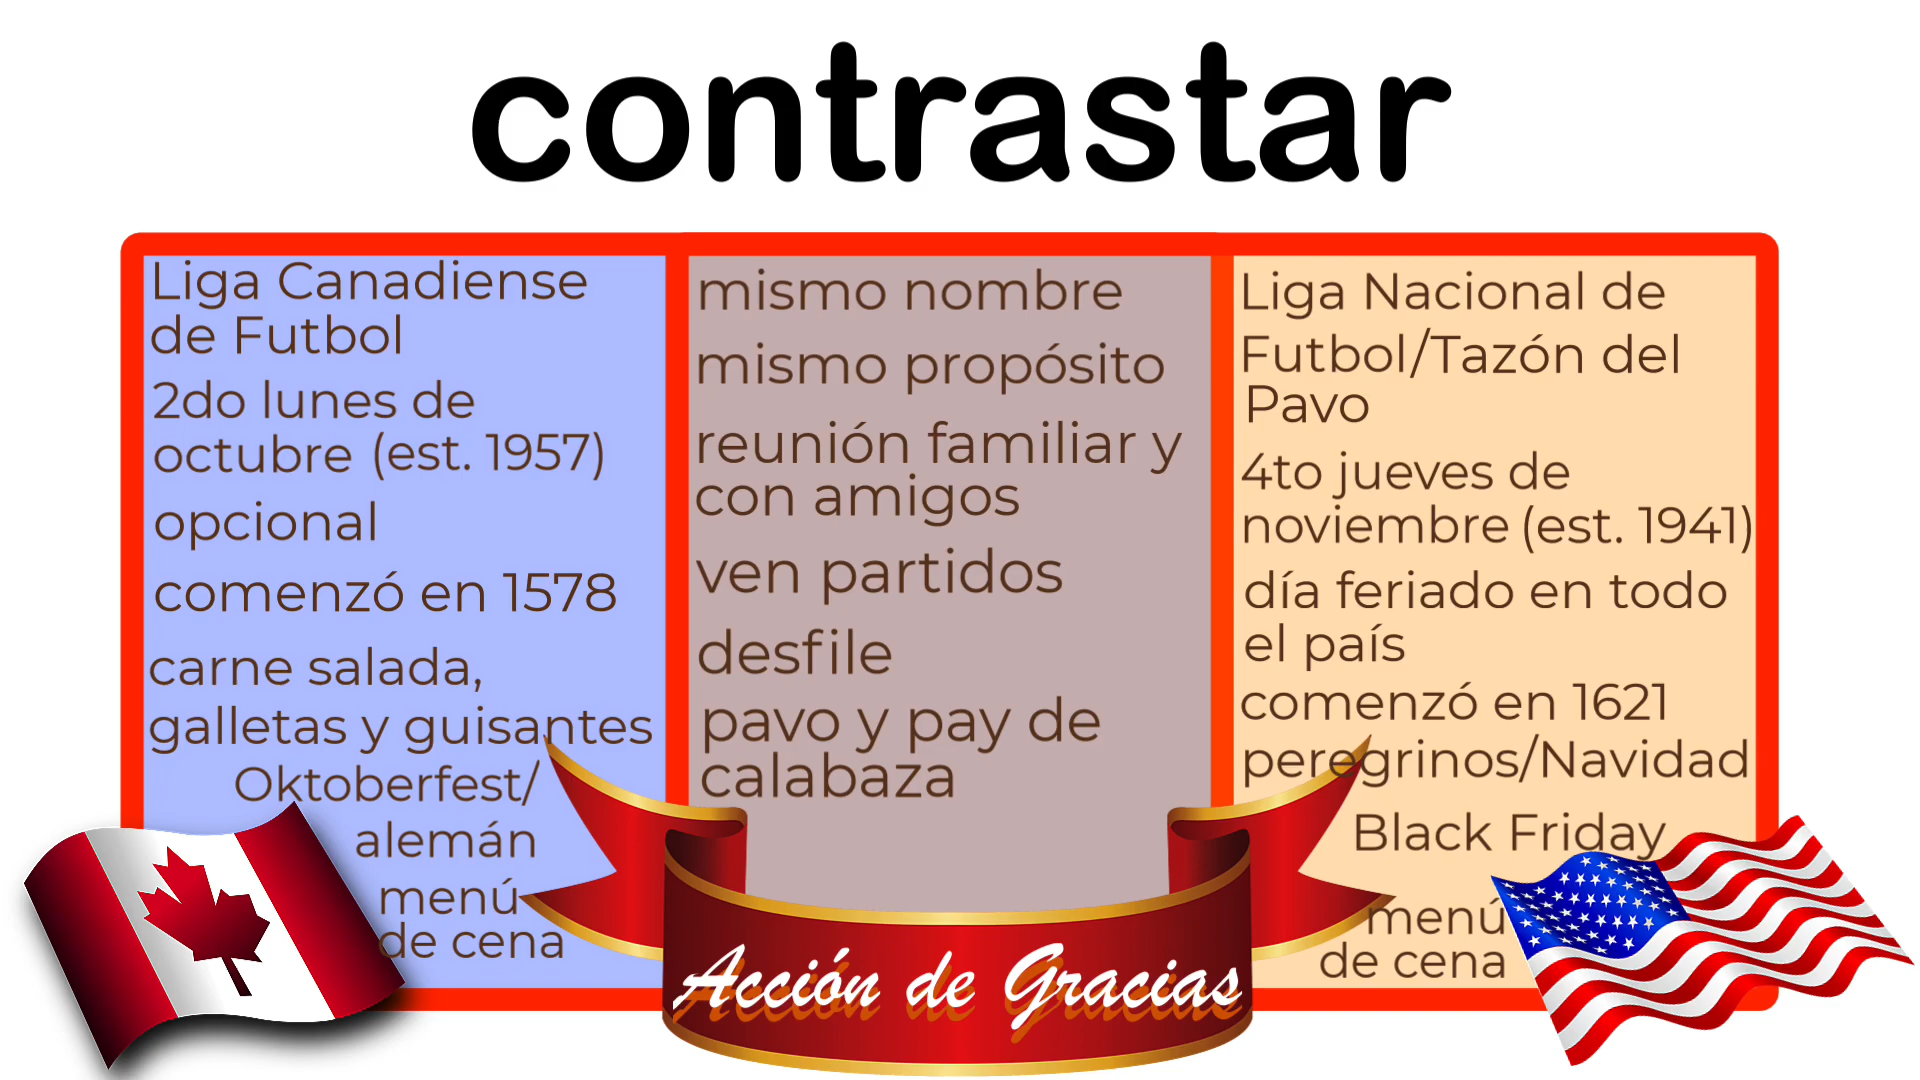 contrastar
Liga Canadiense
de Futbol
2do lunes de
octubre (est. 1957)
opcional
comenzó en 1578
carne salada,
galletas y guisantes
Oktoberfest/
alemán
menú
de cena
mismo nombre
mismo propósito
reunión familiar y
con amigos
ven partidos
desfile
pavo y pay de
calabaza
Liga Nacional de
Futbol/Tazón del
Pavo
4to jueves de
noviembre (est. 1941)
día feriado en todo
el país
comenzó en 1621
peregrinos/Navidad
Black Friday
menú
de cena
Acción de Gracias